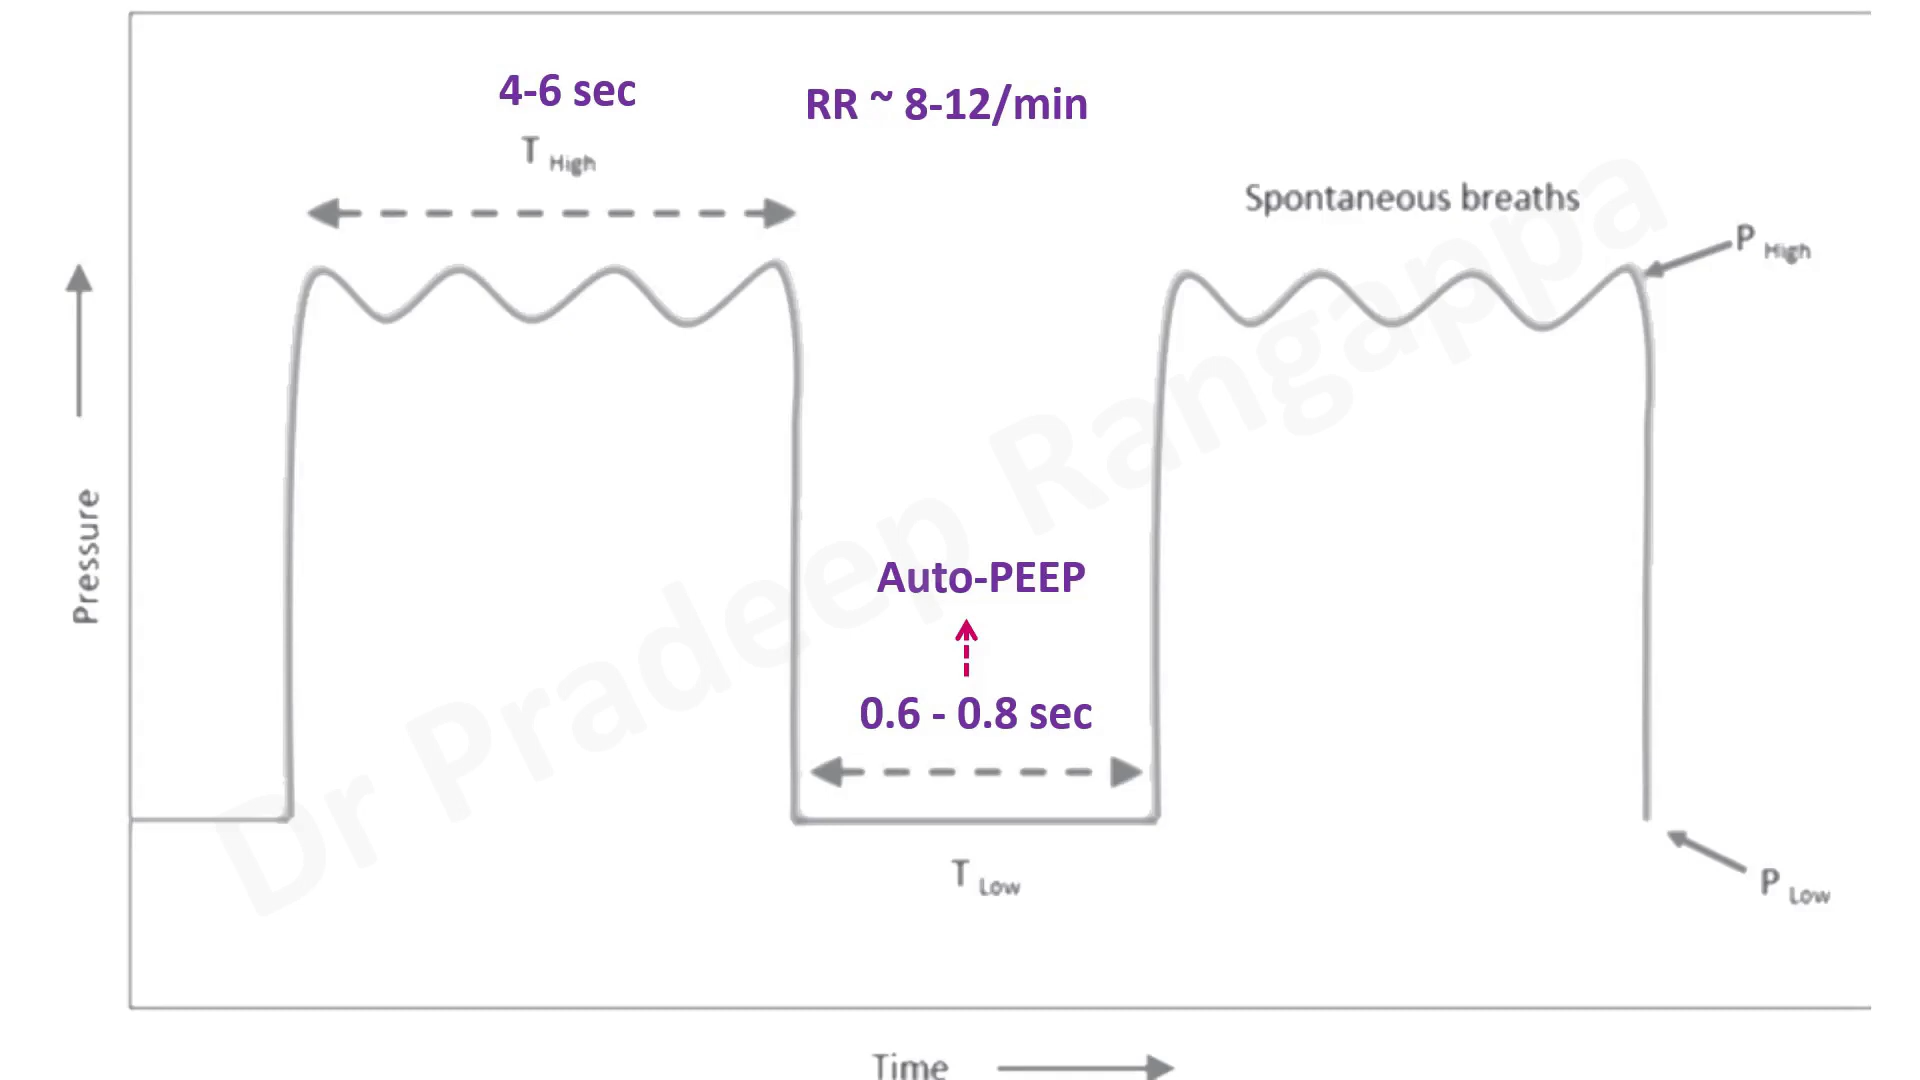 4-6 sec
RR ~ 8-12/min
T High
Spontaneous breaths
P High
Pressure
Auto-PEEP
0.6 - 0.8 sec
T Low
P Low
Time
Dr Pradeep Rangappa